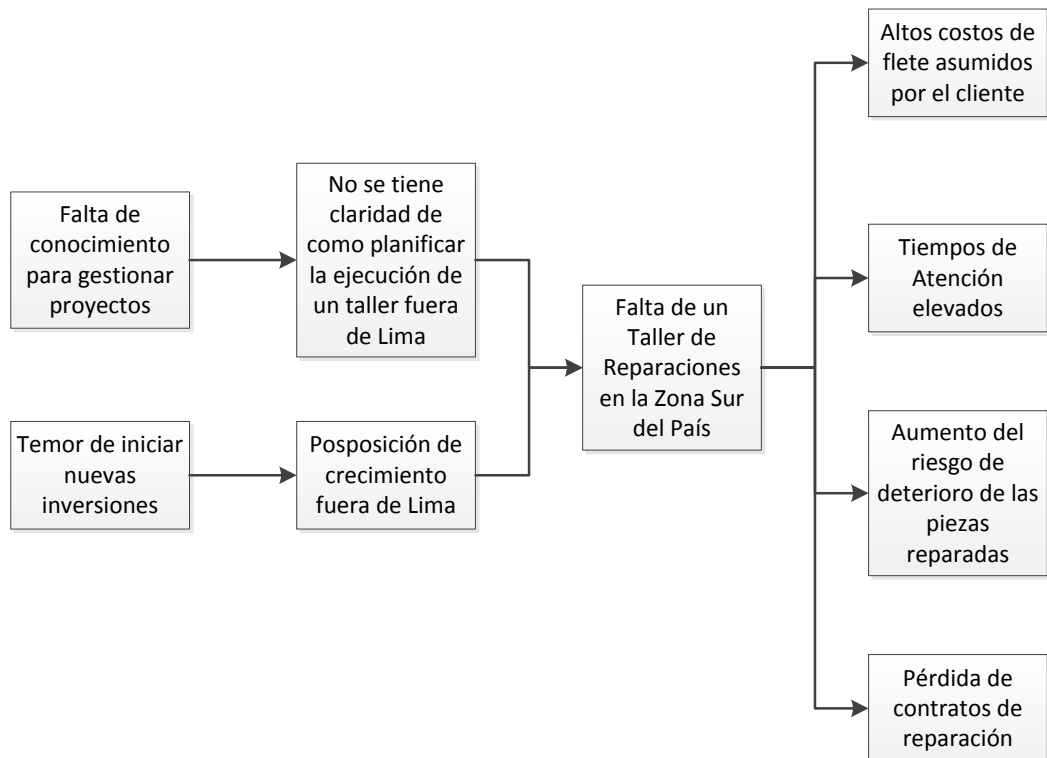 Falta de
conocimiento
para gestionar
proyectos
Temor de iniciar
nuevas
inversiones
No se tiene
claridad de
como planificar
la ejecución de
un taller fuera
de Lima
Posposición de
crecimiento
fuera de Lima
Falta de un
Taller de
Reparaciones
en la Zona Sur
del País
Altos costos de
flete asumidos
por el cliente
Tiempos de
Atención
elevados
Aumento del
riesgo de
deterioro de las
piezas
reparadas
Pérdida de
contratos de
reparación